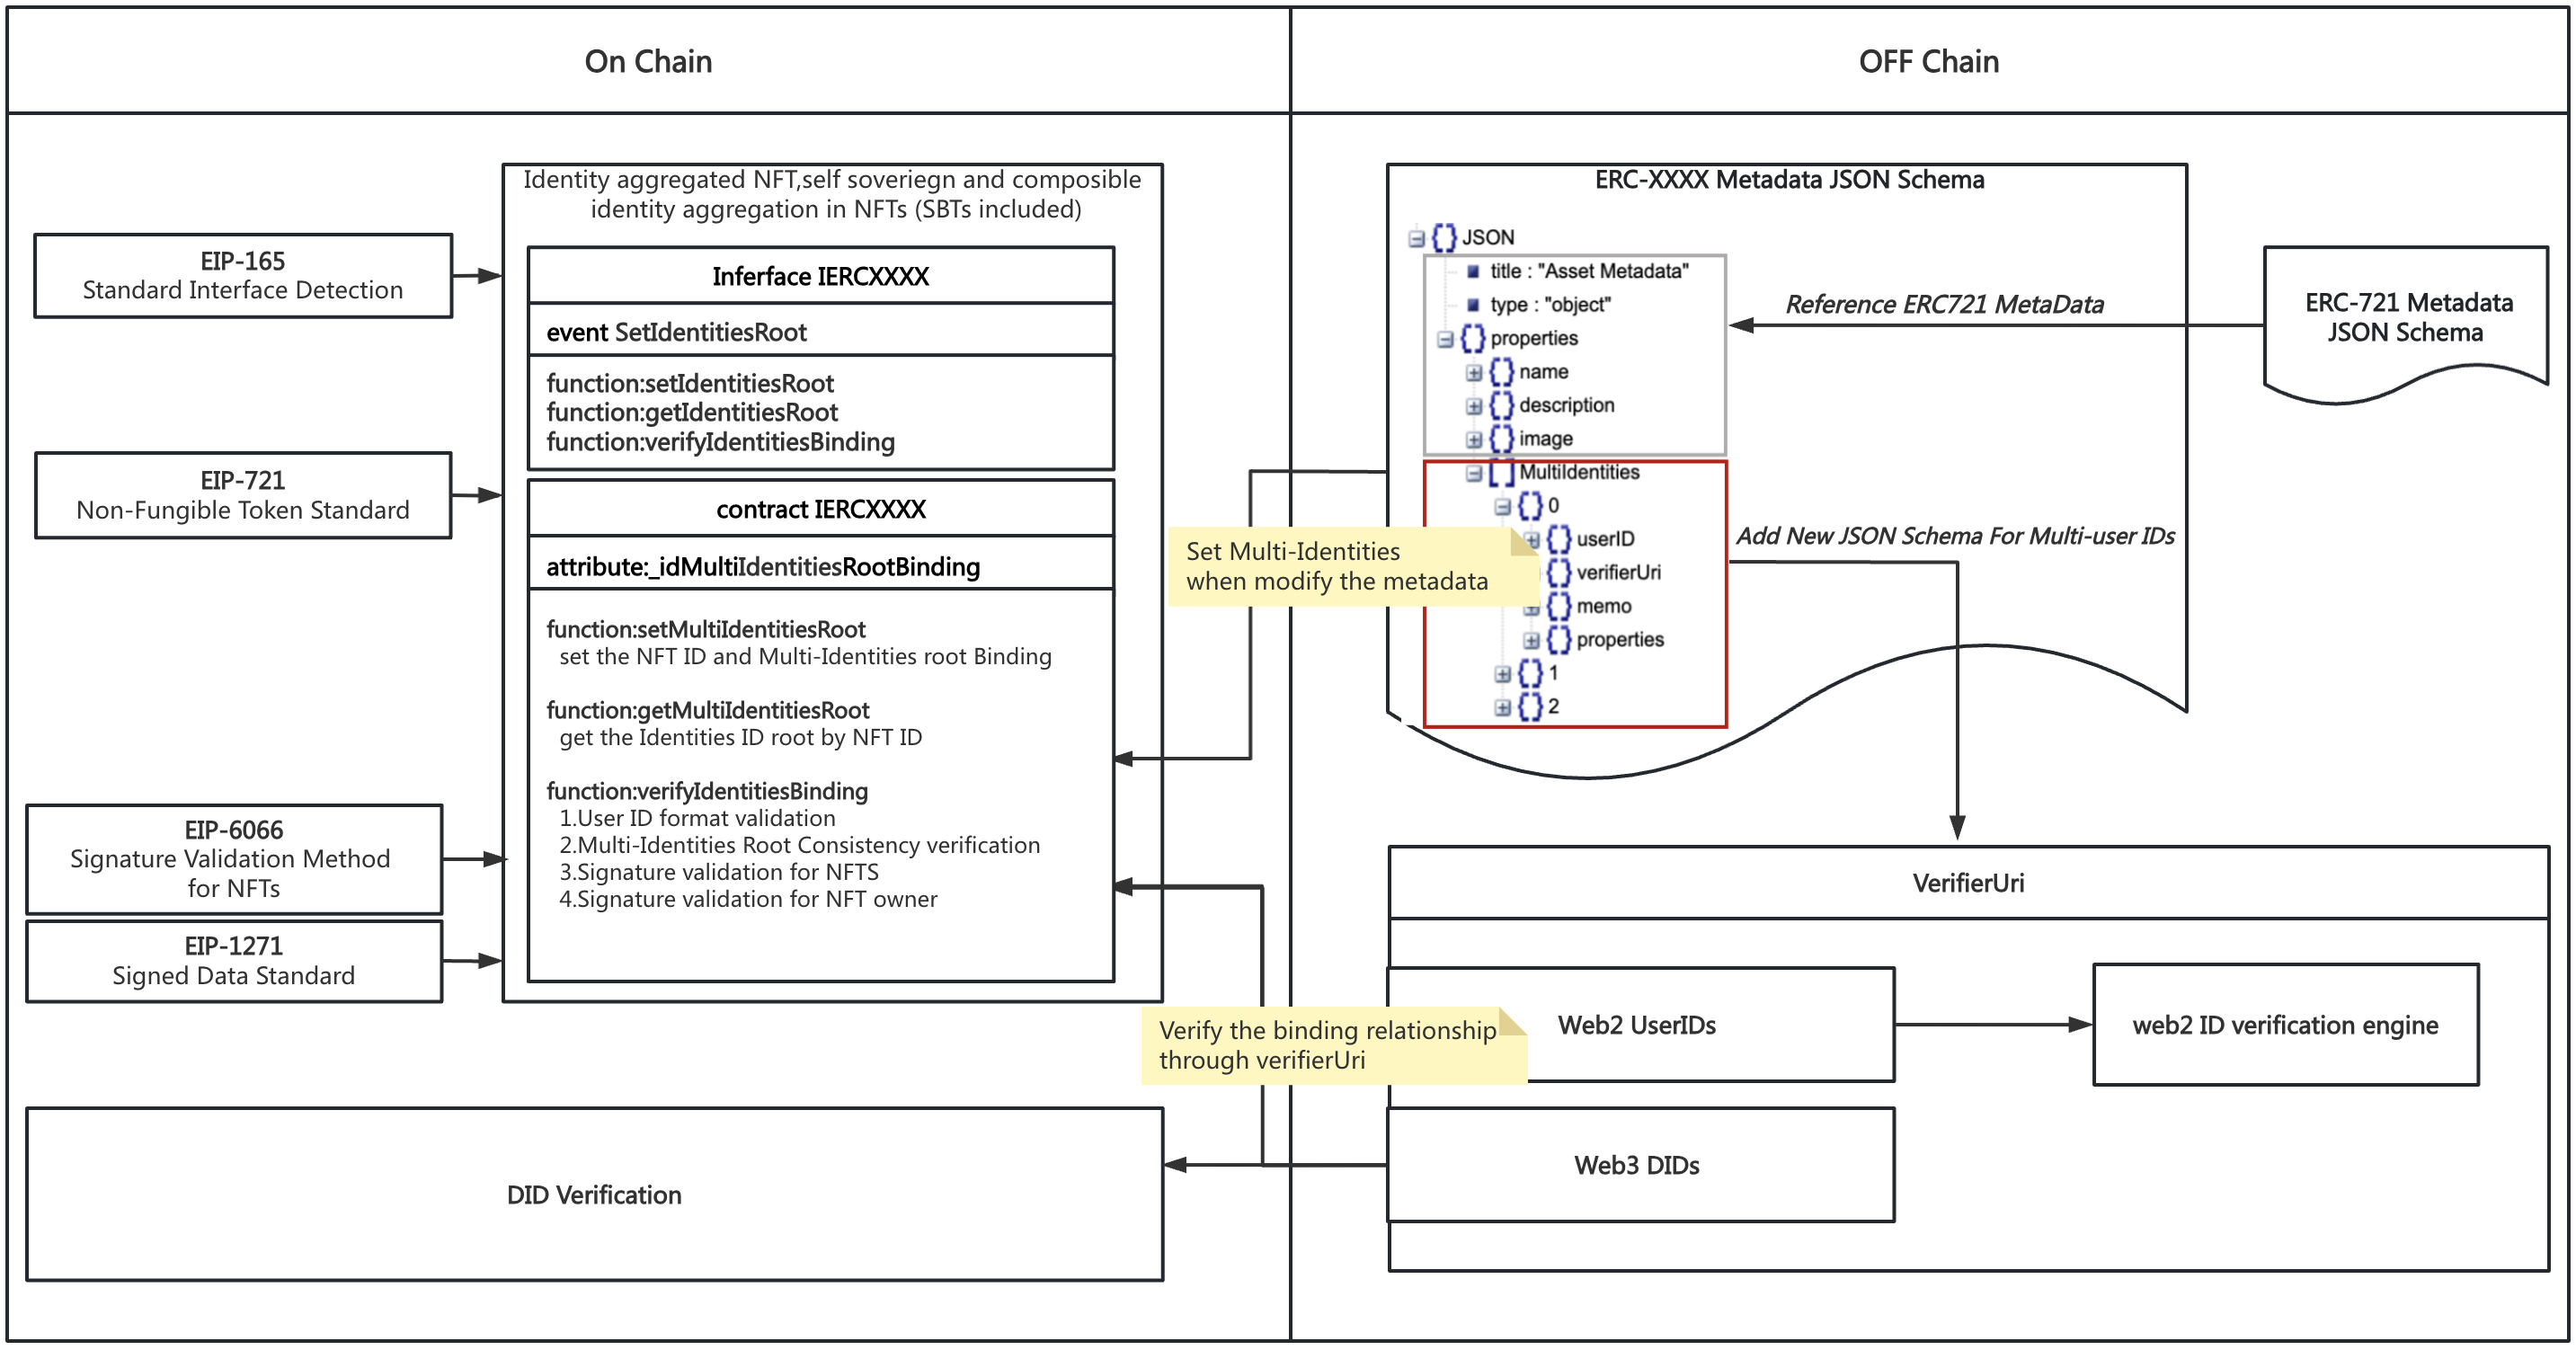 On Chain
OFF Chain
EIP-165
Standard Interface Detection
EIP-721
Non-Fungible Token Standard
EIP-6066
Signature Validation Method
for NFTs
EIP-1271
Signed Data Standard
Identity aggregated NFT,self soveriegn and composible
identity aggregation in NFTs (SBTs included)
Inferface IERCXXXX
event SetIdentitiesRoot
function:setIdentitiesRoot
function:getIdentitiesRoot
function:verifyIdentitiesBinding
contract IERCXXXX
attribute:_idMultiIdentitiesRootBinding
function:setMultiIdentitiesRoot
set the NFT ID and Multi-Identities root Binding
function:getMultiIdentitiesRoot
get the Identities ID root by NFT ID
function:verifyIdentitiesBinding
1.User ID format validation
2.Multi-Identities Root Consistency verification
3.Signature validation for NFTS
4.Signature validation for NFT owner
DID Verification
Set Multi-Identities
when modify the metadata
Verify the binding relationship
through verifierUri
ERC-XXXX Metadata JSON Schema
JSON
title : "Asset Metadata"
type : "object"
properties
name
description
image
MultiIdentities
0
userID
verifierUri
memo
properties
1
2
Reference ERC721 MetaData
ERC-721 Metadata
JSON Schema
Add New JSON Schema For Multi-user IDs
VerifierUri
Web2 UserIDs
web2 ID verification engine
Web3 DIDs